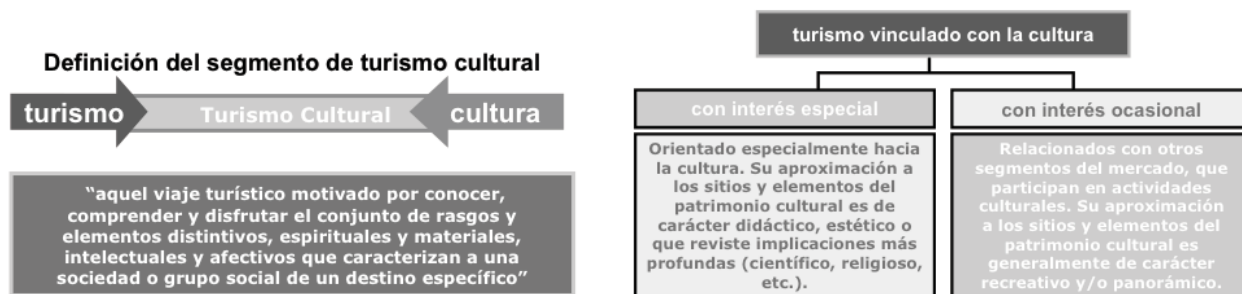 Definición del segmento de turismo cultural
turismo
Turismo Cultural
cultura
“aquel viaje turístico motivado por conocer,
comprender y disfrutar el conjunto de rasgos y
elementos distintivos, espirituales y materiales,
intelectuales y afectivos que caracterizan a una
sociedad o grupo social de un destino específico”
turismo vinculado con la cultura
con interés especial
Orientado especialmente hacia
la cultura. Su aproximación a
los sitios y elementos del
patrimonio cultural es de
carácter didáctico, estético o
que reviste implicaciones más
profundas (científico, religioso,
etc.).
con interés ocasional
Relacionados con otros
segmentos del mercado, que
participan en actividades
culturales. Su aproximación
a los sitios y elementos del
patrimonio cultural es
generalmente de carácter
recreativo y/o panorámico.